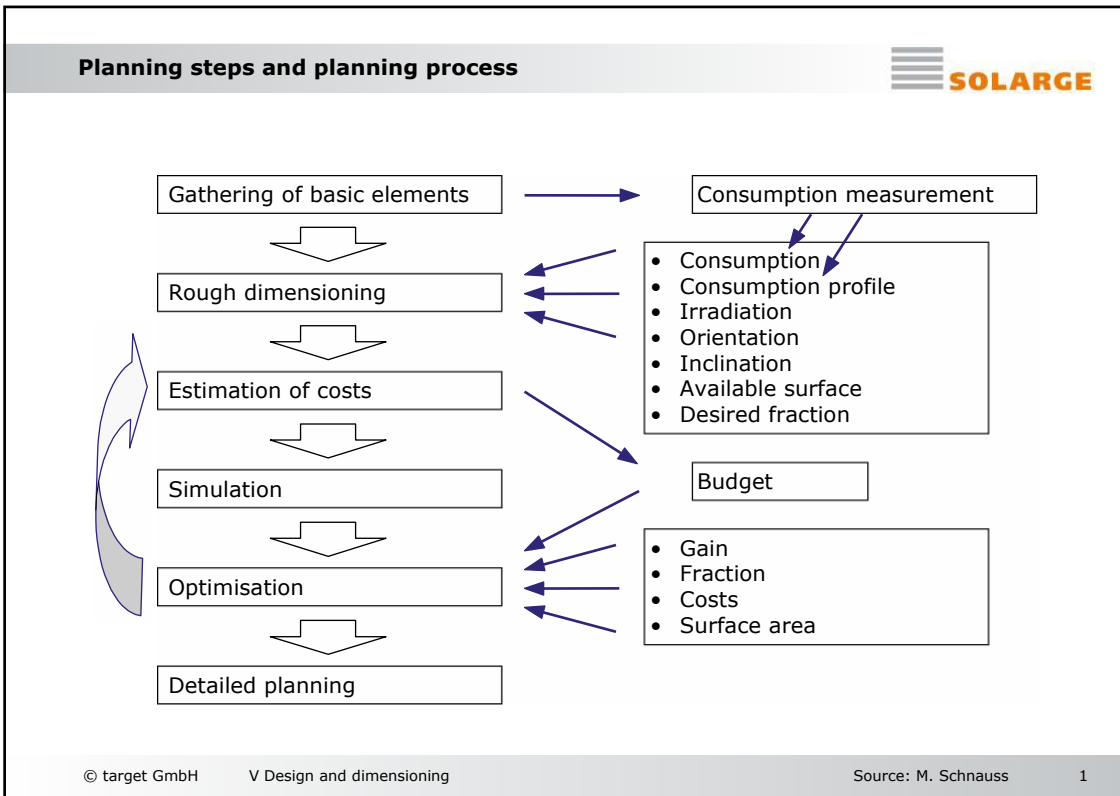 Planning steps and planning process
SOLARGE
Gathering of basic elements
Consumption measurement
• Consumption
• Consumption profile
• Irradiation
• Orientation
• Inclination
• Available surface
• Desired fraction
Rough dimensioning
Estimation of costs
Simulation
Budget
Optimisation
• Gain
• Fraction
• Costs
• Surface area
Detailed planning
© target GmbH V Design and dimensioning Source: M. Schnauss 1